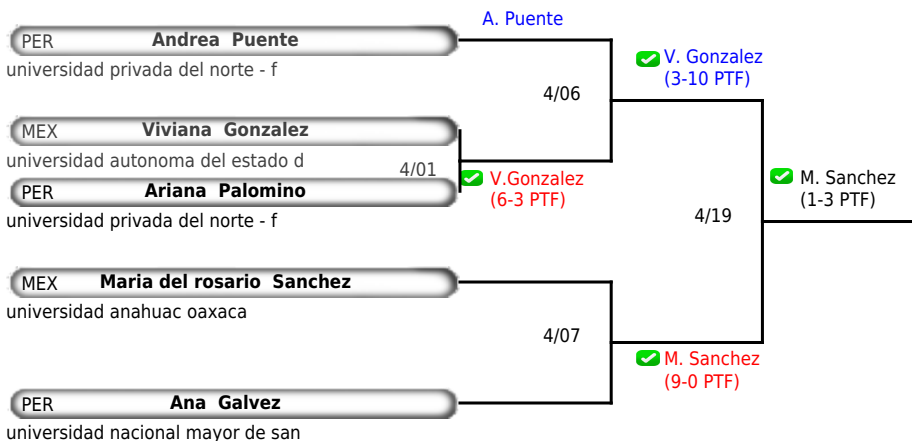 A. Puente
PER Andrea Puente
universidad privada del norte - f
V. Gonzalez
(3-10 PTF)
4/06
MEX Viviana Gonzalez
universidad autonoma del estado d
4/01
V.Gonzalez
(6-3 PTF)
M. Sanchez
(1-3 PTF)
PER Ariana Palomino
universidad privada del norte - f
4/19
MEX Maria del rosario Sanchez
universidad anahuac oaxaca
4/07
M. Sanchez
(9-0 PTF)
PER Ana Galvez
universidad nacional mayor de san